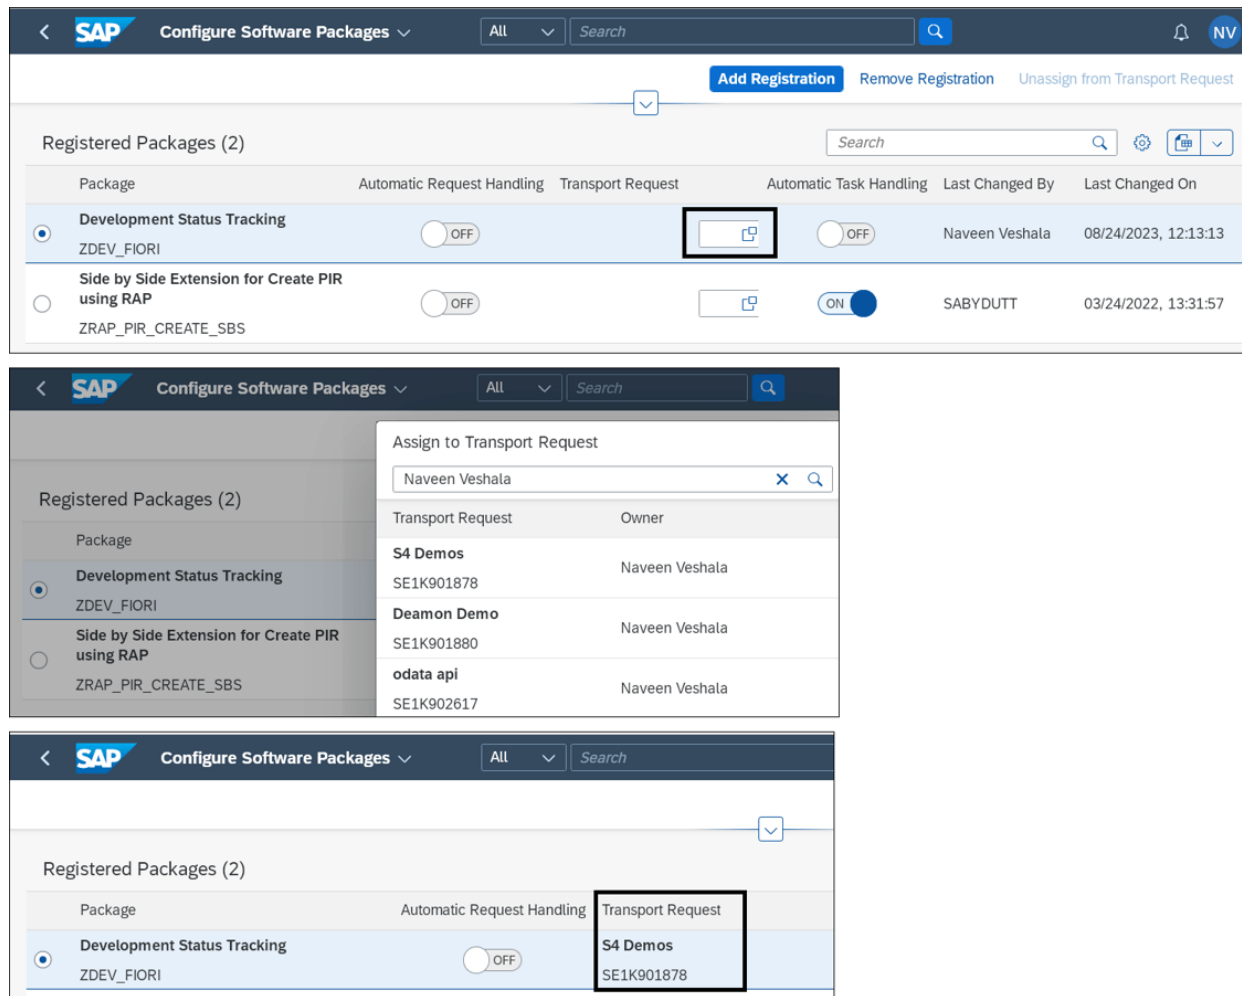 SAP Configure Software Packages All Search NV
Add Registration Remove Registration Unassign from Transport Request
Registered Packages (2) Search
Package Automatic Request Handling Transport Request Automatic Task Handling Last Changed By Last Changed On
Development Status Tracking
OFF OFF Naveen Veshala 08/24/2023, 12:13:13
ZDEV_FIORI
Side by Side Extension for Create PIR
using RAP
OFF ON SABYDUTT 03/24/2022, 13:31:57
ZRAP_PIR_CREATE_SBS
SAP Configure Software Packages All Search
Registered Packages (2)
Package
Development Status Tracking
ZDEV_FIORI
Side by Side Extension for Create PIR
using RAP
ZRAP_PIR_CREATE_SBS
Assign to Transport Request
Naveen Veshala
Transport Request Owner
S4 Demos
Naveen Veshala
SE1K901878
Deamon Demo
Naveen Veshala
SE1K901880
odata api
Naveen Veshala
SE1K902617
SAP Configure Software Packages All Search
Registered Packages (2)
Package Automatic Request Handling Transport Request
Development Status Tracking S4 Demos
OFF
ZDEV_FIORI SE1K901878